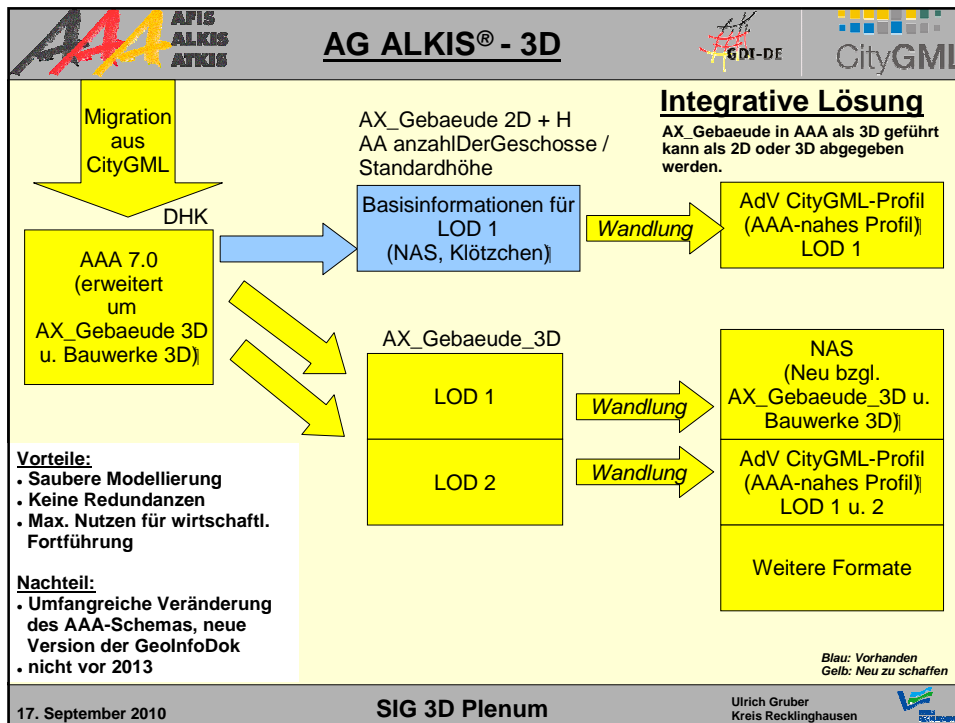 AFIS
ALKIS
ATKIS
AG ALKIS® - 3D
GDI-DE
CityGML
Migration
aus
CityGML
DHK
AAA 7.0
(erweitert
um
AX_Gebaeude 3D
u. Bauwerke 3D)
AX_Gebaeude 2D + H
AA anzahlDerGeschosse /
Standardhöhe
Basisinformationen für
LOD 1
(NAS, Klötzchen)
Wandlung
Integrative Lösung
AX_Gebaeude in AAA als 3D geführt
kann als 2D oder 3D abgegeben
werden.
AdV CityGML-Profil
(AAA-nahes Profil)
LOD 1
AX_Gebaeude_3D
LOD 1
LOD 2
Wandlung
Wandlung
NAS
(Neu bzgl.
AX_Gebaeude_3D u.
Bauwerke 3D)
AdV CityGML-Profil
(AAA-nahes Profil)
LOD 1 u. 2
Weitere Formate
Vorteile:
• Saubere Modellierung
• Keine Redundanzen
• Max. Nutzen für wirtschaftl.
Fortführung
Nachteil:
• Umfangreiche Veränderung
des AAA-Schemas, neue
Version der GeoInfoDok
• nicht vor 2013
Blau: Vorhanden
Gelb: Neu zu schaffen
17. September 2010
SIG 3D Plenum
Ulrich Gruber
Kreis Recklinghausen